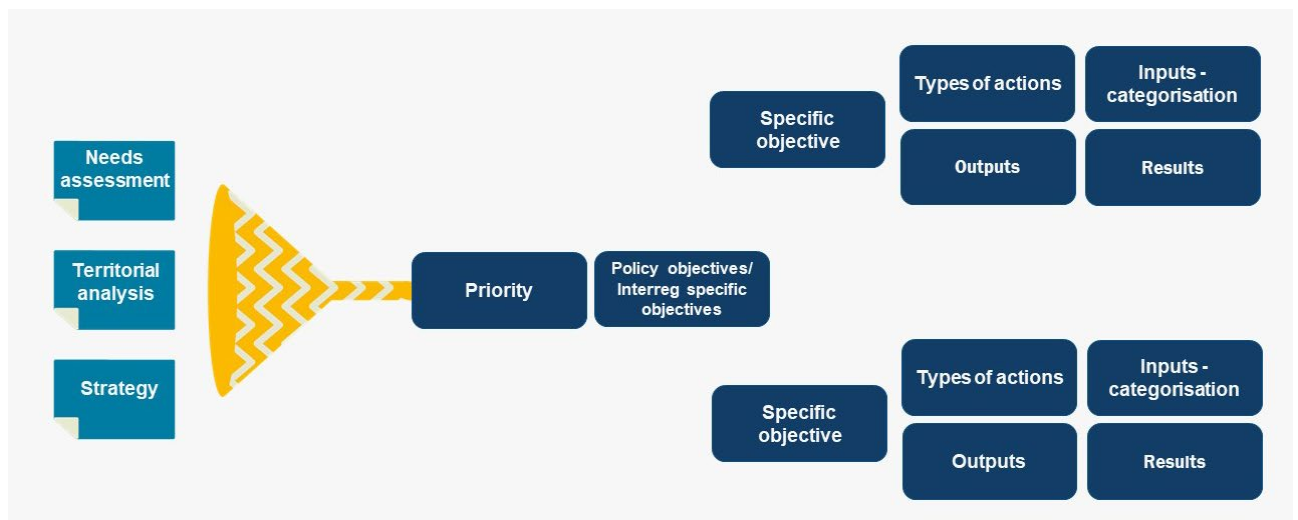 Needs
assessment
Territorial
analysis
Strategy
Priority
Policy objectives/
Interreg specific
objectives
Specific
objective
Types of actions
Inputs -
categorisation
Outputs
Results
Specific
objective
Types of actions
Inputs -
categorisation
Outputs
Results